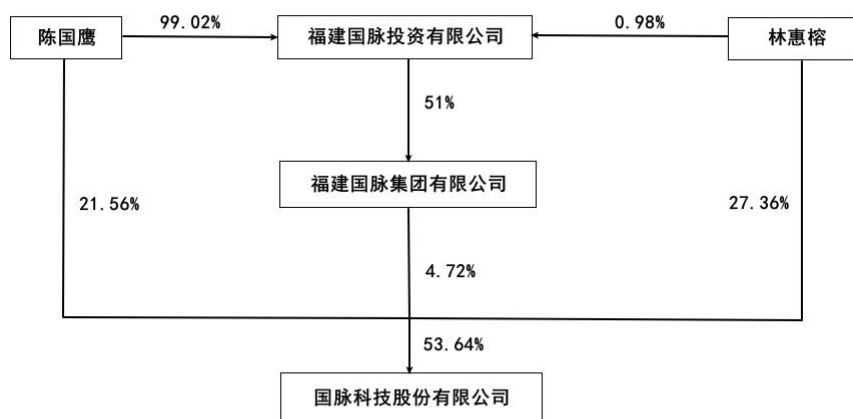 陈国鹰
99.02%
福建国脉投资有限公司
0.98%
林惠榕
51%
福建国脉集团有限公司
21.56%
27.36%
4.72%
53.64%
国脉科技股份有限公司